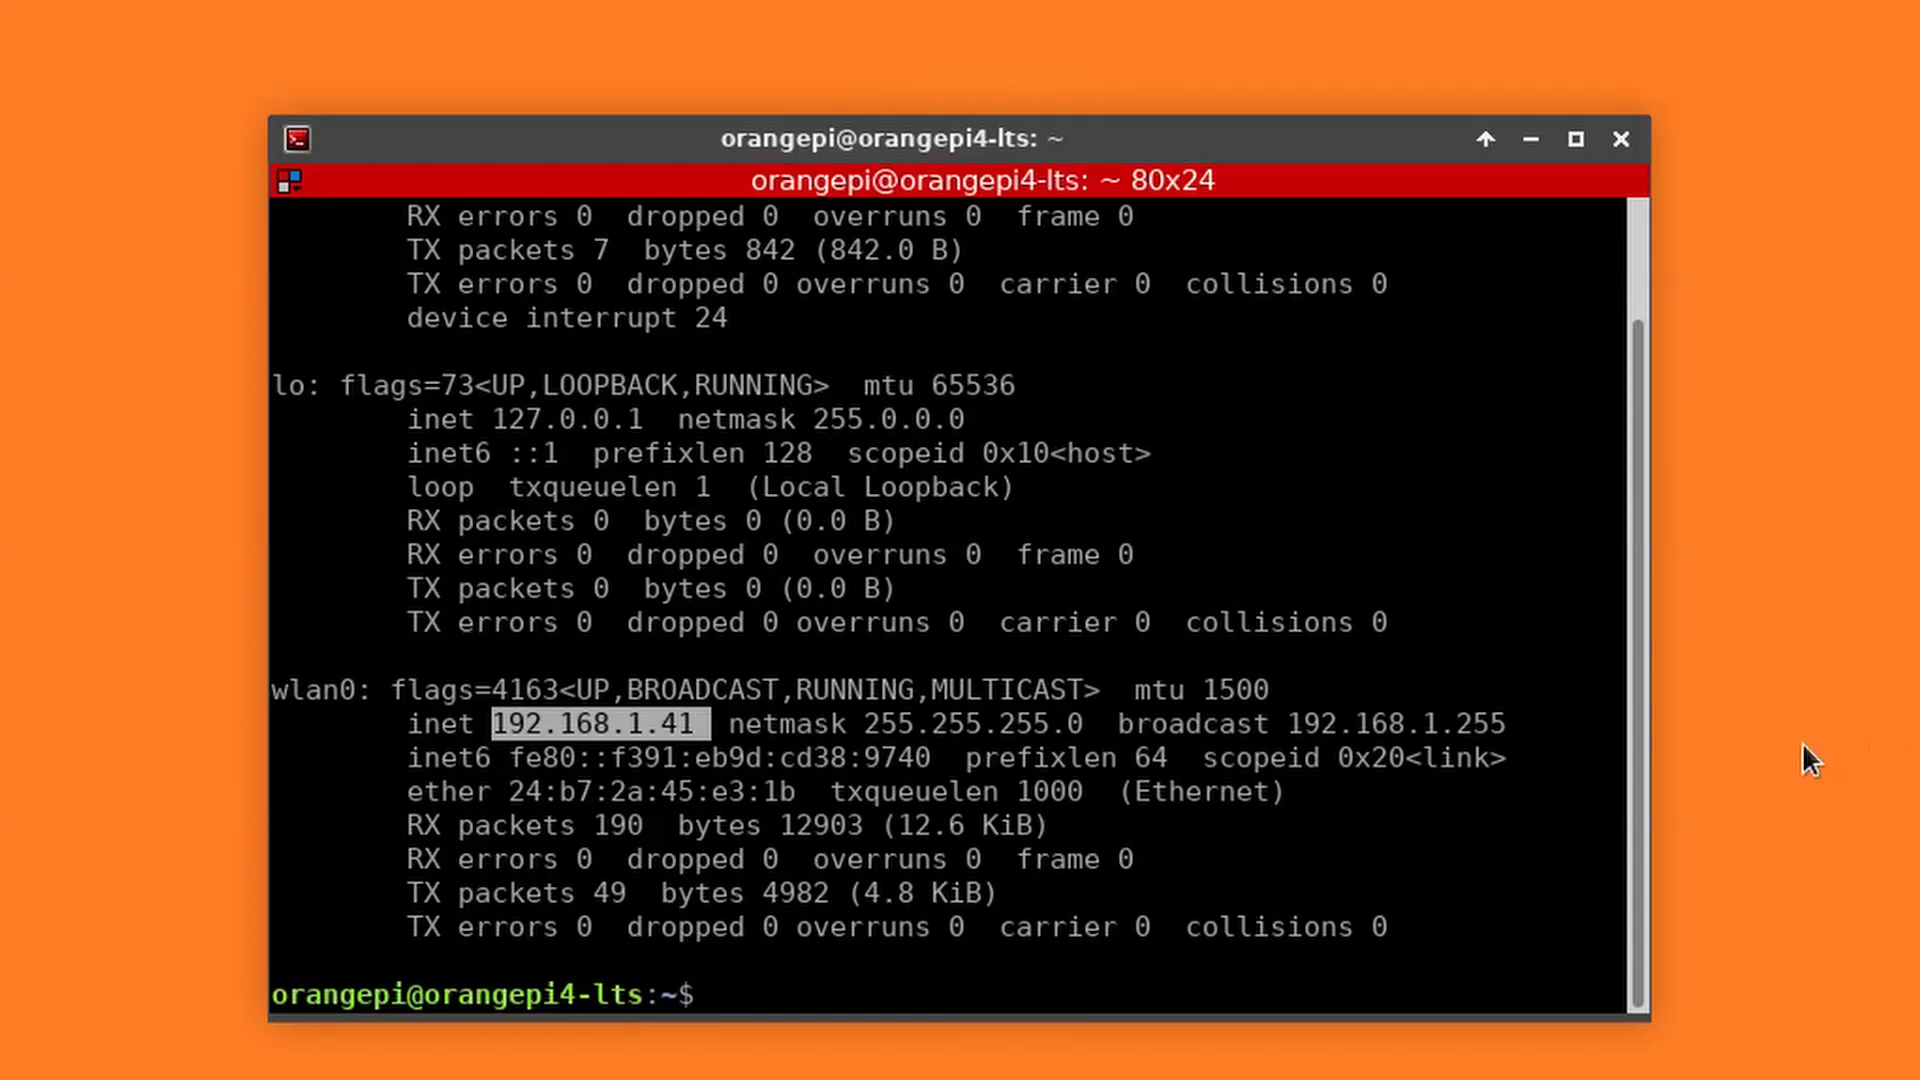 orangepi@orangepi4-lts: ~
orangepi@orangepi4-lts: ~ 80x24
RX errors 0  dropped 0  overruns 0  frame 0
TX packets 7  bytes 842 (842.0 B)
TX errors 0  dropped 0 overruns 0  carrier 0  collisions 0
device interrupt 24
lo: flags=73<UP,LOOPBACK,RUNNING>  mtu 65536
inet 127.0.0.1  netmask 255.0.0.0
inet6 ::1  prefixlen 128  scopeid 0x10<host>
loop  txqueuelen 1  (Local Loopback)
RX packets 0  bytes 0 (0.0 B)
RX errors 0  dropped 0  overruns 0  frame 0
TX packets 0  bytes 0 (0.0 B)
TX errors 0  dropped 0 overruns 0  carrier 0  collisions 0
wlan0: flags=4163<UP,BROADCAST,RUNNING,MULTICAST>  mtu 1500
inet 192.168.1.41  netmask 255.255.255.0  broadcast 192.168.1.255
inet6 fe80::f391:eb9d:cd38:9740  prefixlen 64  scopeid 0x20<link>
ether 24:b7:2a:45:e3:1b  txqueuelen 1000  (Ethernet)
RX packets 190  bytes 12903 (12.6 KiB)
RX errors 0  dropped 0  overruns 0  frame 0
TX packets 49  bytes 4982 (4.8 KiB)
TX errors 0  dropped 0 overruns 0  carrier 0  collisions 0
orangepi@orangepi4-lts:~$